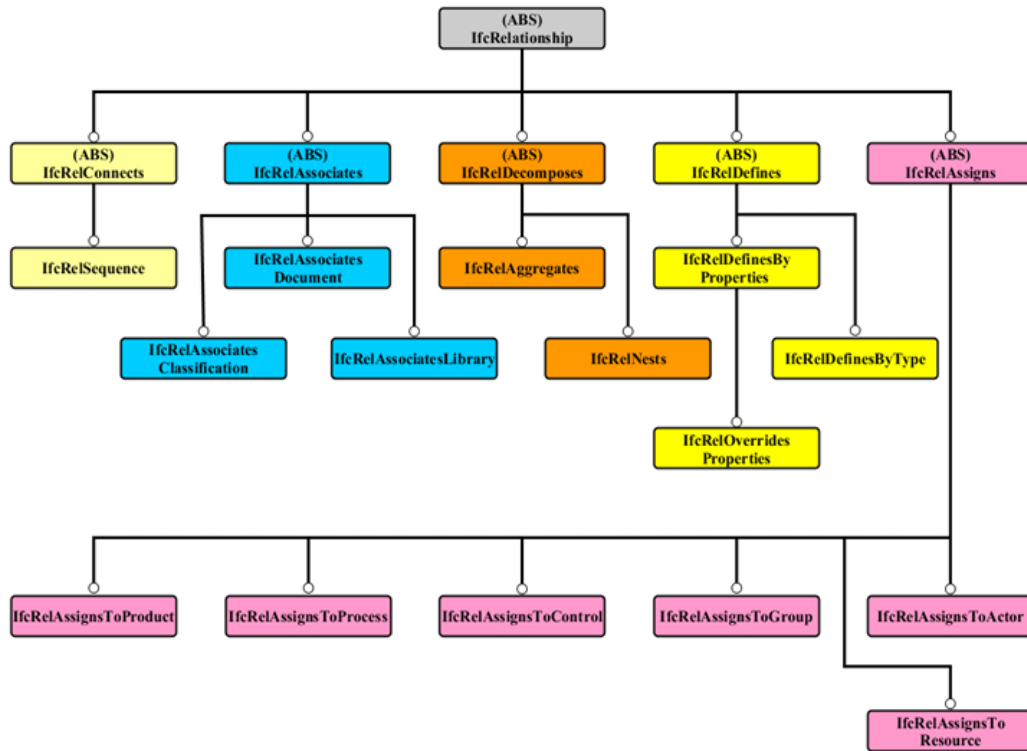 (ABS)
IfcRelationship
(ABS)
IfcRelConnects
(ABS)
IfcRelAssociates
(ABS)
IfcRelDecomposes
(ABS)
IfcRelDefines
(ABS)
IfcRelAssigns
IfcRelSequence
IfcRelAssociates
Document
IfcRelAggregates
IfcRelDefinesBy
Properties
IfcRelAssociates
Classification
IfcRelAssociatesLibrary
IfcRelNests
IfcRelDefinesByType
IfcRelOverrides
Properties
IfcRelAssignsToProduct
IfcRelAssignsToProcess
IfcRelAssignsToControl
IfcRelAssignsToGroup
IfcRelAssignsToActor
IfcRelAssignsTo
Resource